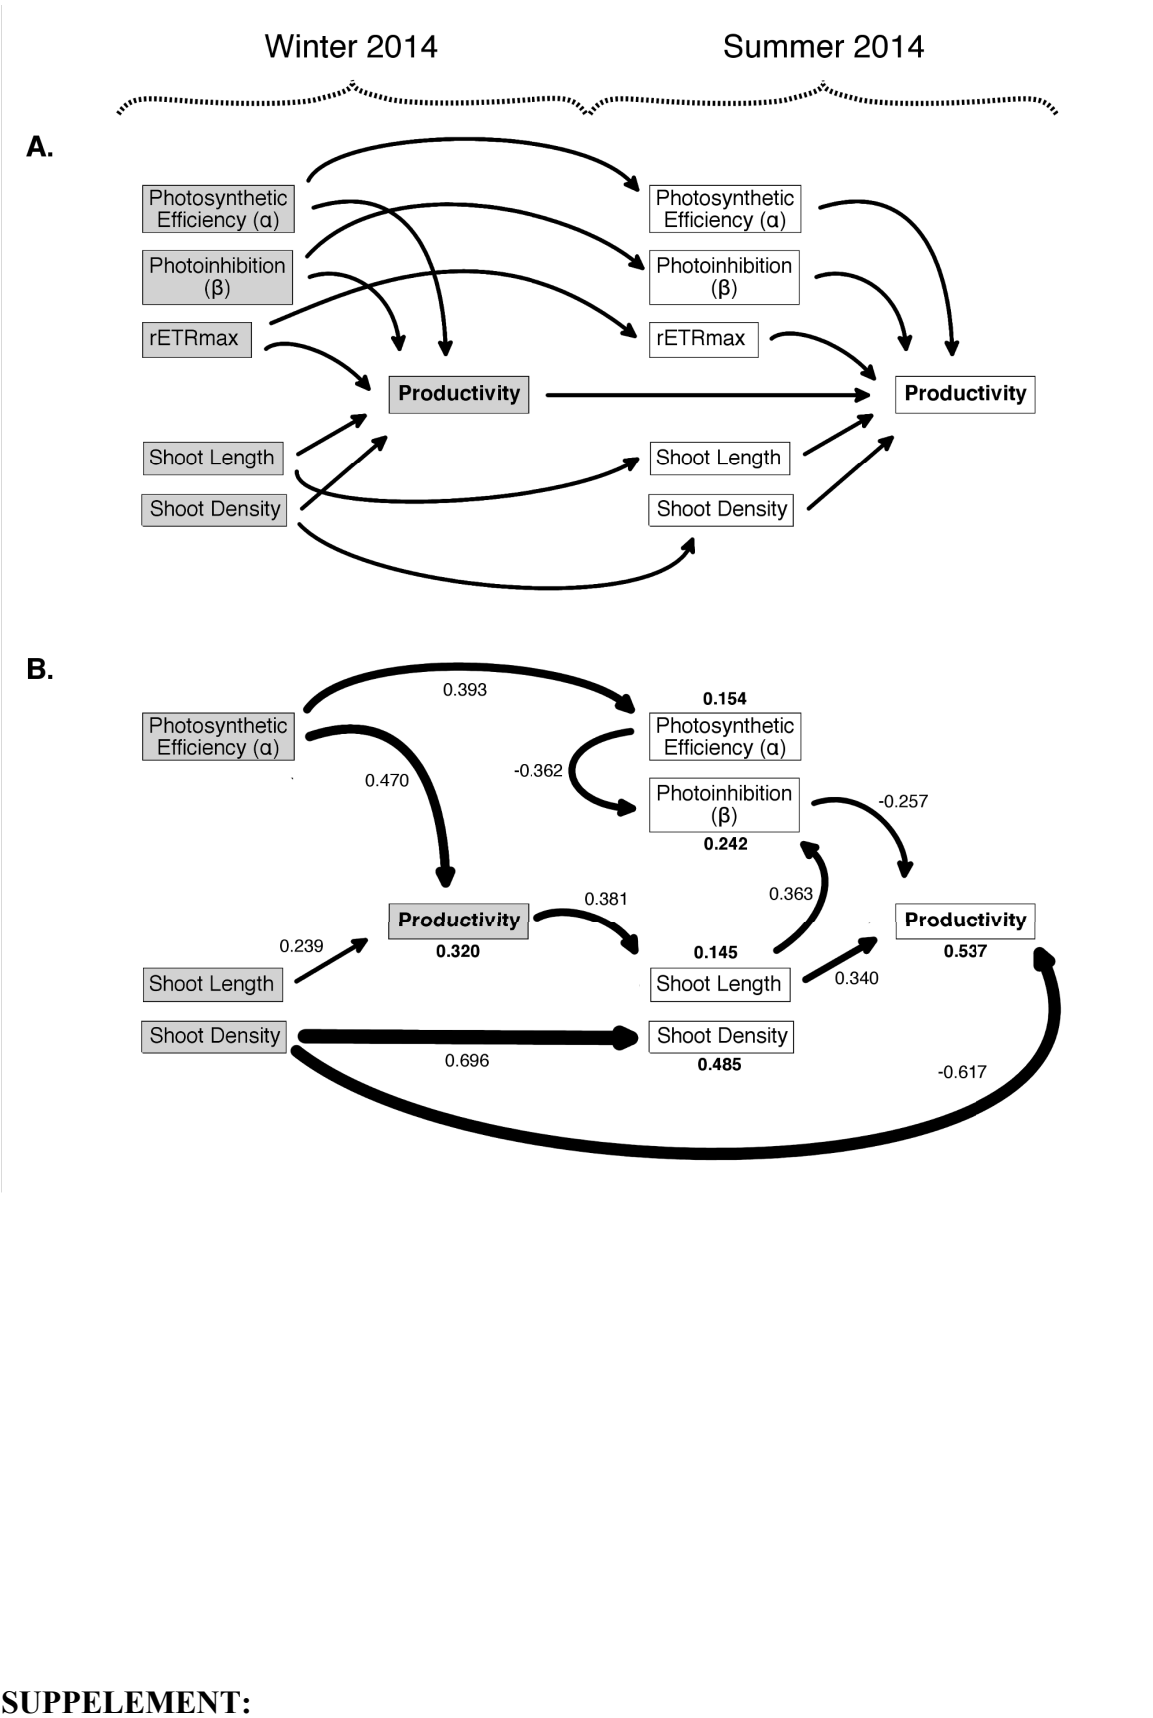 Winter 2014
Summer 2014
A.
Photosynthetic
Efficiency (α)
Photoinhibition
(β)
rETRmax
Productivity
Shoot Length
Shoot Density
Photosynthetic
Efficiency (α)
Photoinhibition
(β)
rETRmax
Productivity
Shoot Length
Shoot Density
B.
0.393
Photosynthetic
Efficiency (α)
0.470
Productivity
0.320
0.239
Shoot Length
Shoot Density
0.696
0.154
Photosynthetic
Efficiency (α)
-0.362
Photoinhibition
(β)
0.242
-0.257
0.381
0.363
0.145
Shoot Length
0.340
Productivity
0.537
Shoot Density
0.485
-0.617
SUPPELEMENT: